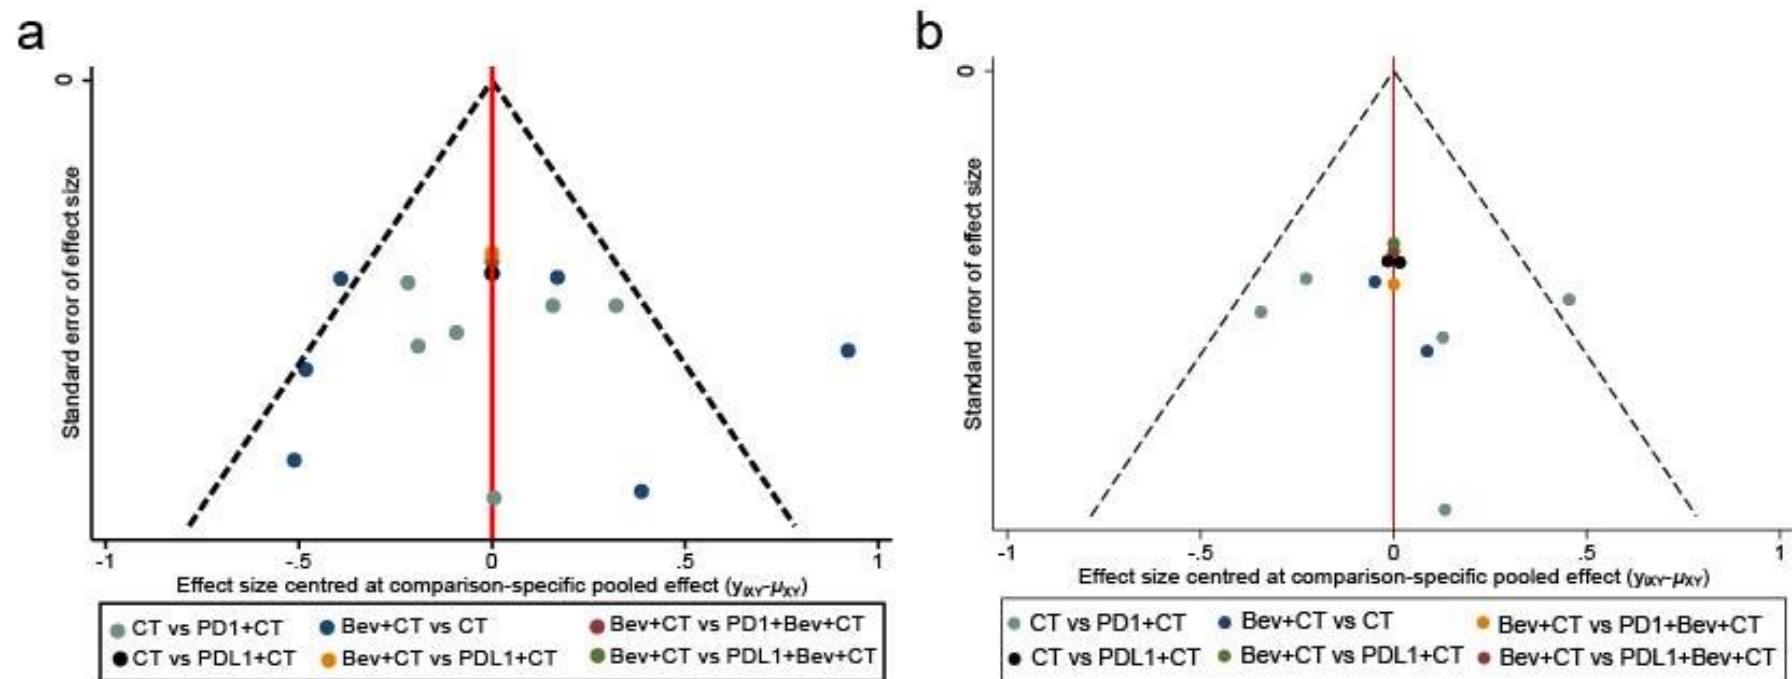 a
0
Standard error of effect size
-1 -.5 0 .5 1
Effect size centred at comparison-specific pooled effect (yiXY-μXY)
CT vs PD1+CT Bev+CT vs CT Bev+CT vs PD1+Bev+CT
CT vs PDL1+CT Bev+CT vs PDL1+CT Bev+CT vs PDL1+Bev+CT
b
0
Standard error of effect size
-1 -.5 0 .5 1
Effect size centred at comparison-specific pooled effect (yiXY-μXY)
CT vs PD1+CT Bev+CT vs CT Bev+CT vs PD1+Bev+CT
CT vs PDL1+CT Bev+CT vs PDL1+CT Bev+CT vs PDL1+Bev+CT